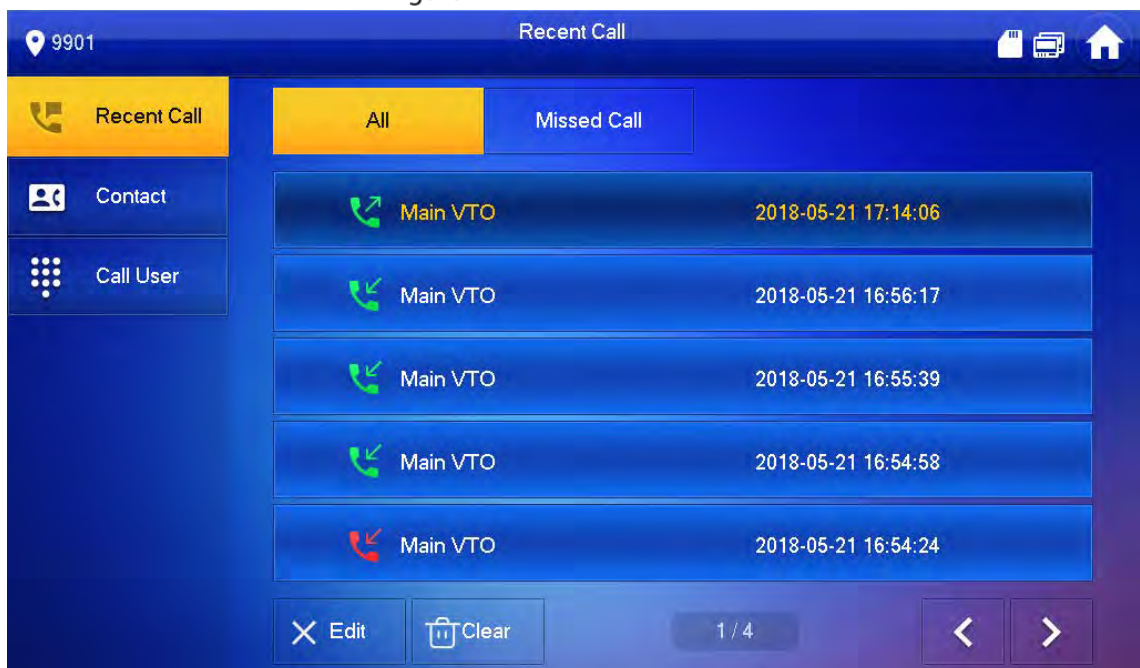 9901 Recent Call
Recent Call
Contact
Call User
All Missed Call
Main VTO 2018-05-21 17:14:06
Main VTO 2018-05-21 16:56:17
Main VTO 2018-05-21 16:55:39
Main VTO 2018-05-21 16:54:58
Main VTO 2018-05-21 16:54:24
Edit Clear 1 / 4